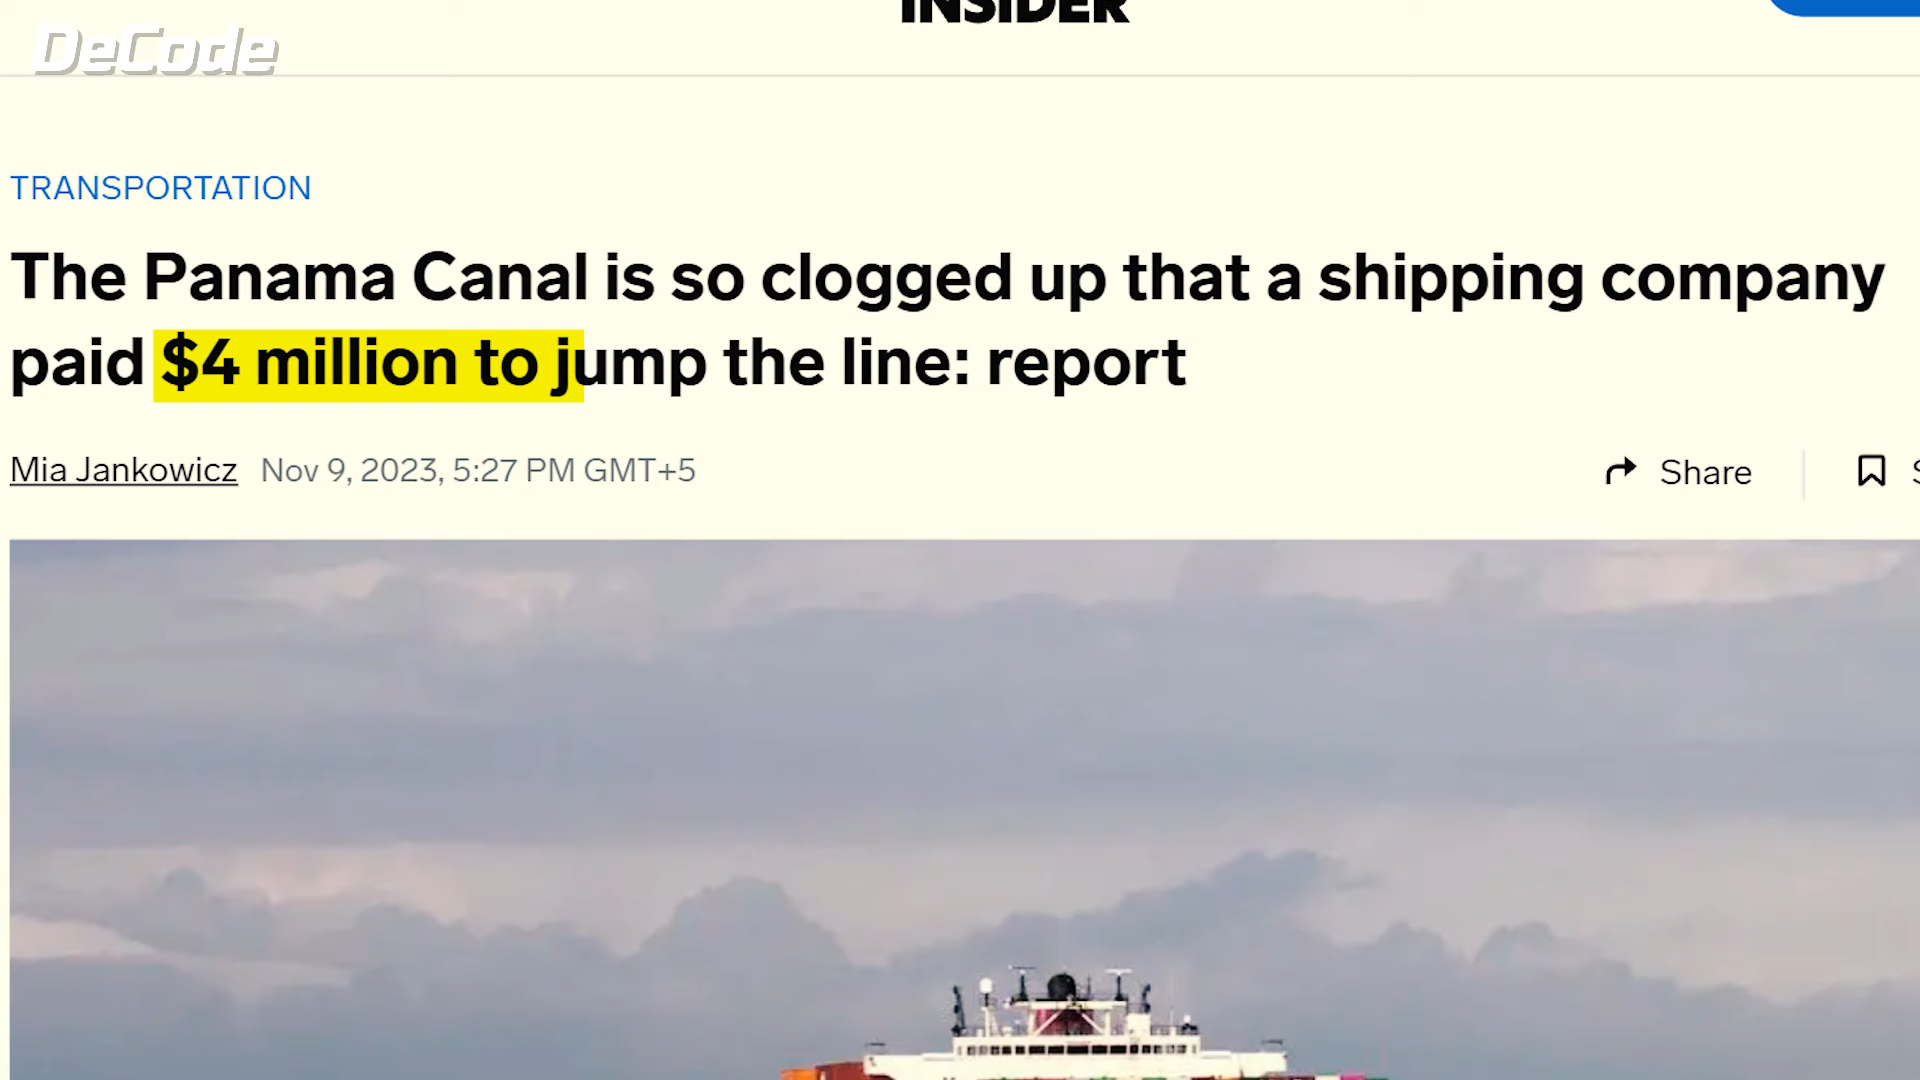 INSIDER
DeCode
TRANSPORTATION
The Panama Canal is so clogged up that a shipping company
paid $4 million to jump the line: report
Mia Jankowicz Nov 9, 2023, 5:27 PM GMT+5
Share